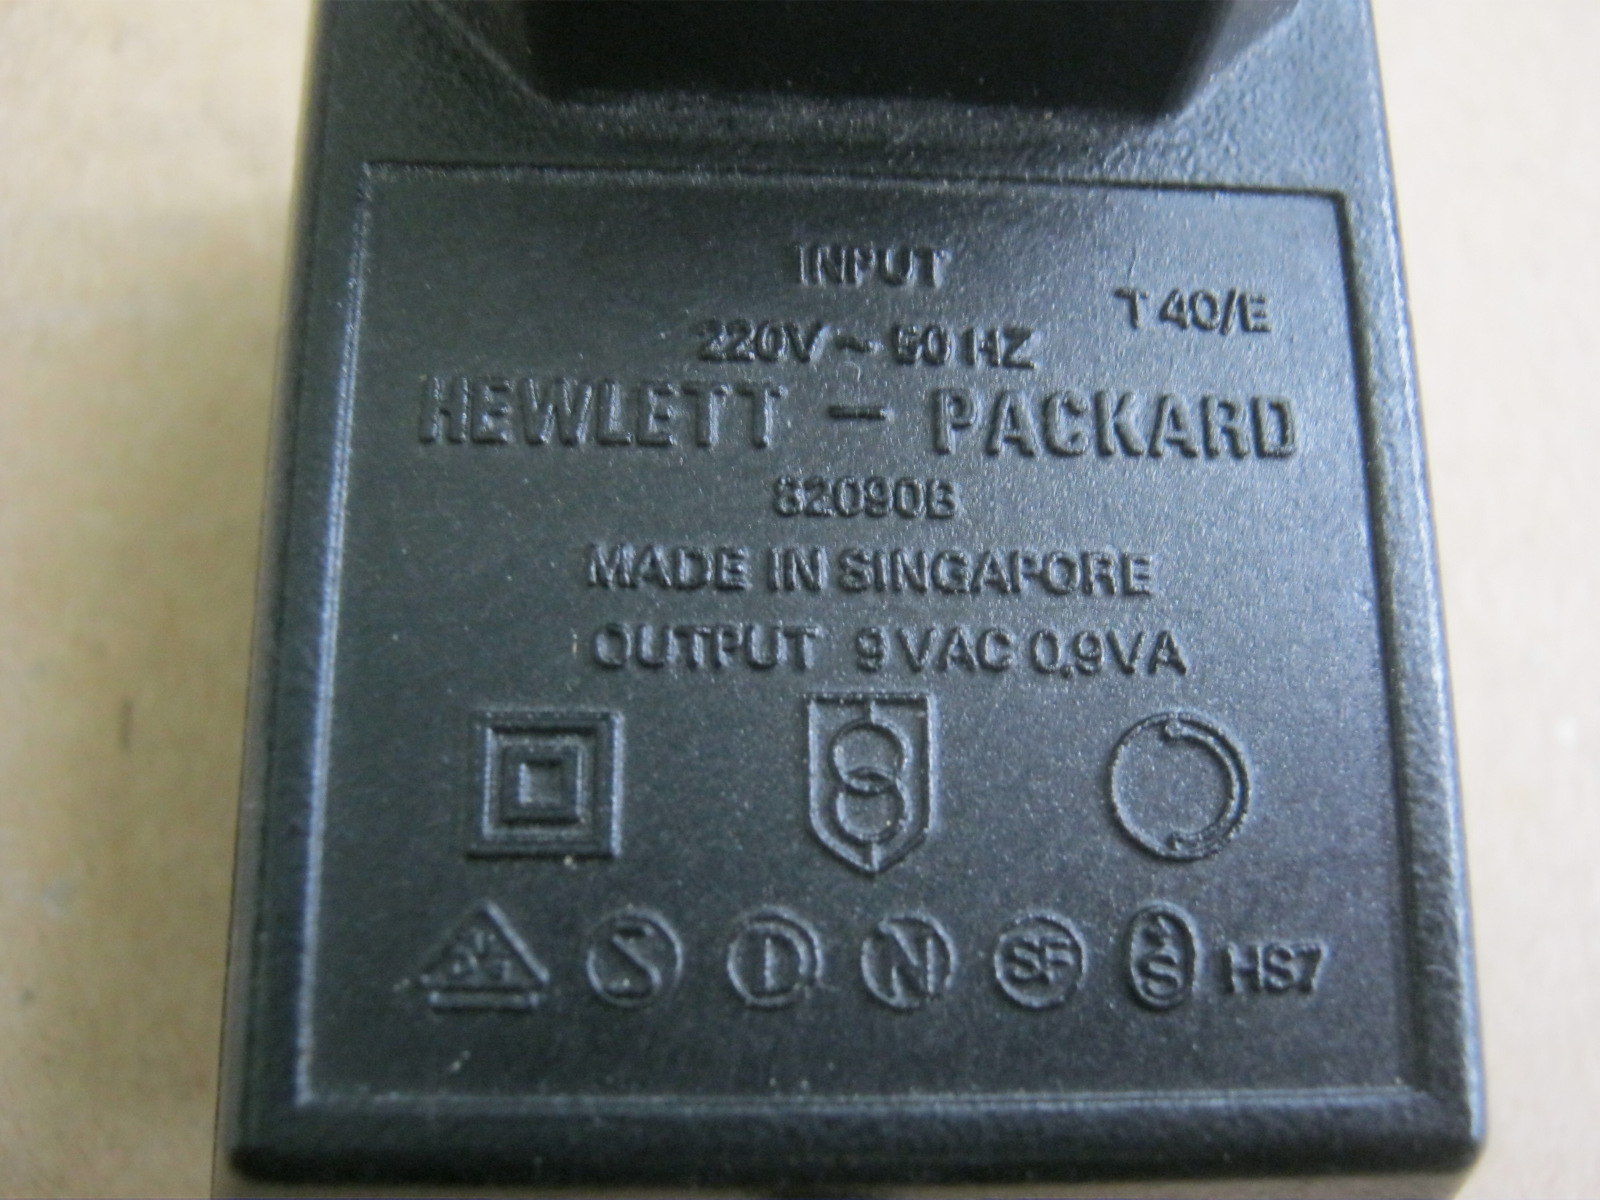 INPUT
T 40/E
220V ~ 50 HZ
HEWLETT - PACKARD
82090B
MADE IN SINGAPORE
OUTPUT 9 VAC 0,9VA
S D N SF S HS7